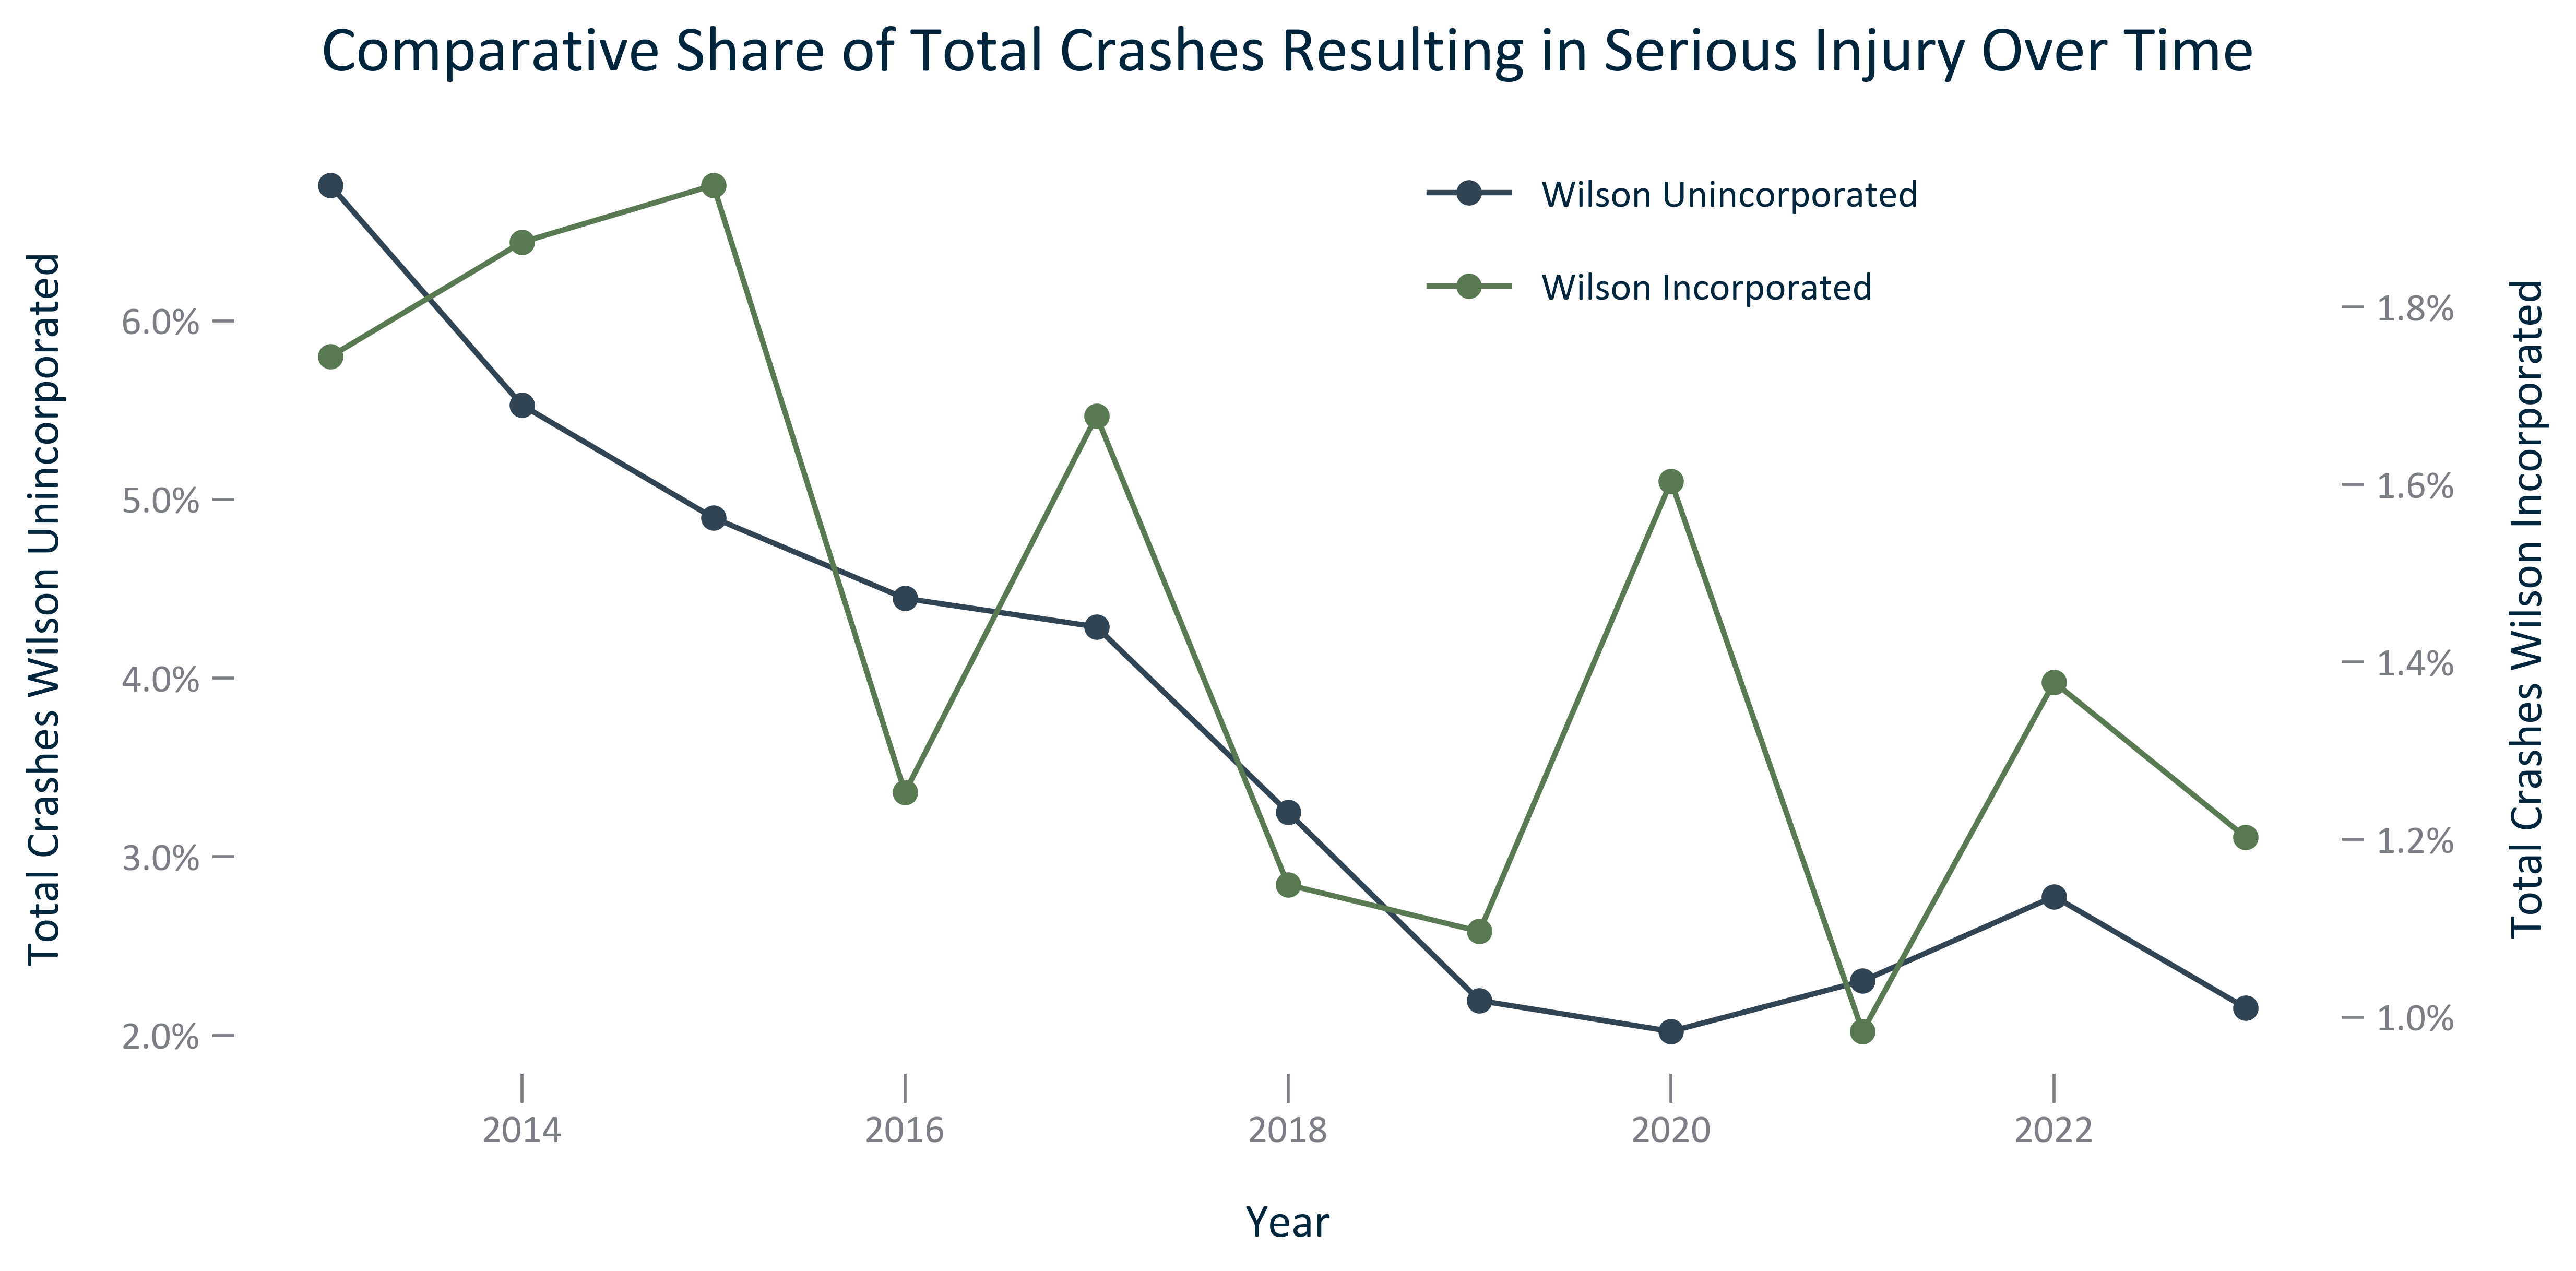 Comparative Share of Total Crashes Resulting in Serious Injury Over Time
Wilson Unincorporated
Wilson Incorporated
Total Crashes Wilson Unincorporated
6.0%
5.0%
4.0%
3.0%
2.0%
1.8%
1.6%
1.4%
1.2%
1.0%
Total Crashes Wilson Incorporated
2014
2016
2018
2020
2022
Year